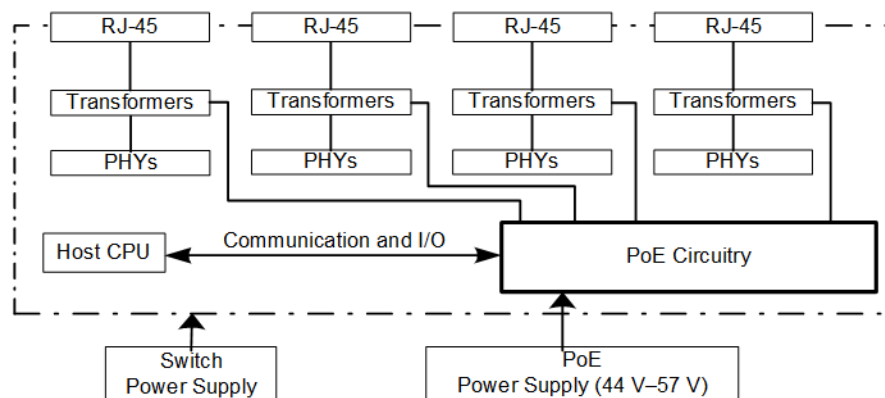 RJ-45
RJ-45
RJ-45
RJ-45
Transformers
Transformers
Transformers
Transformers
PHYs
PHYs
PHYs
PHYs
Host CPU
Communication and I/O
PoE Circuitry
Switch
Power Supply
PoE
Power Supply (44 V–57 V)